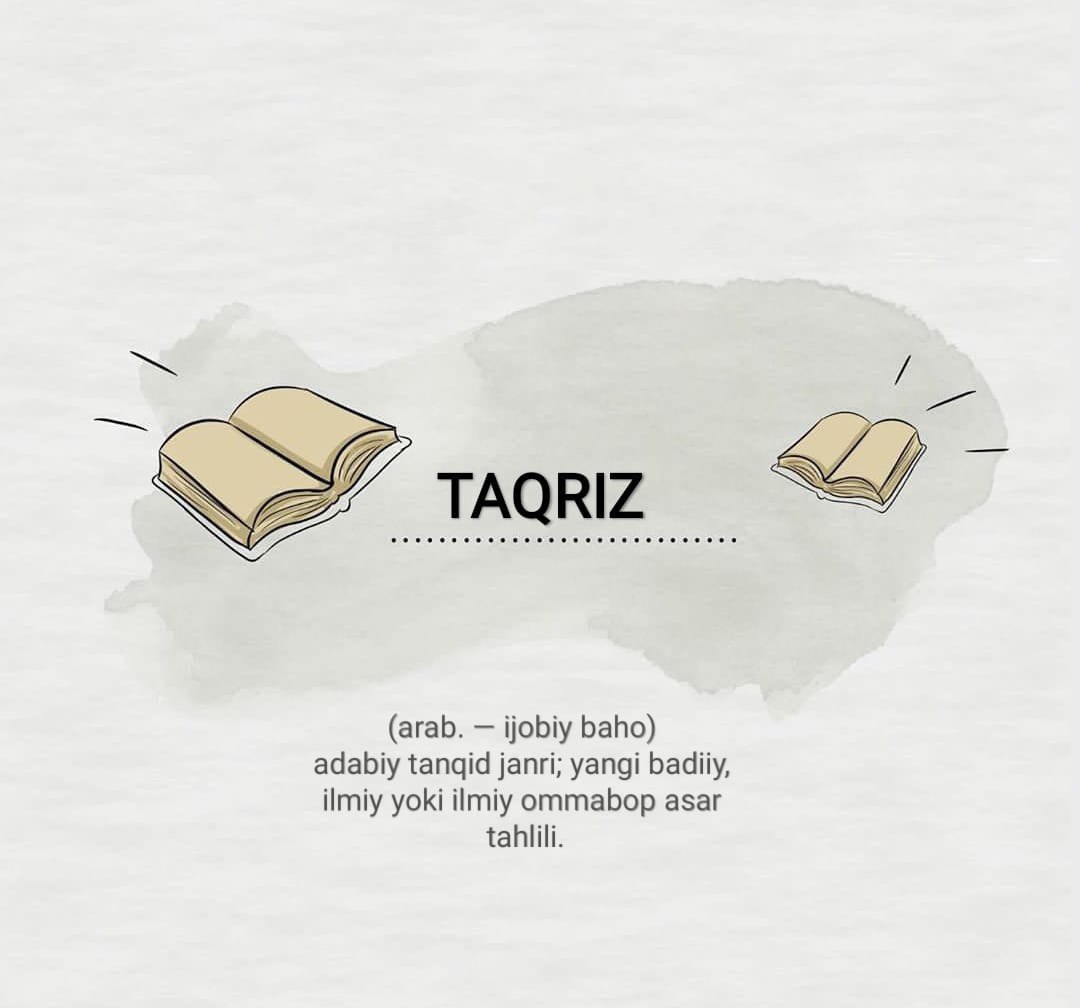 TAQRIZ
(arab. — ijobiy baho)
adabiy tanqid janri; yangi badiiy,
ilmiy yoki ilmiy ommabop asar
tahlili.